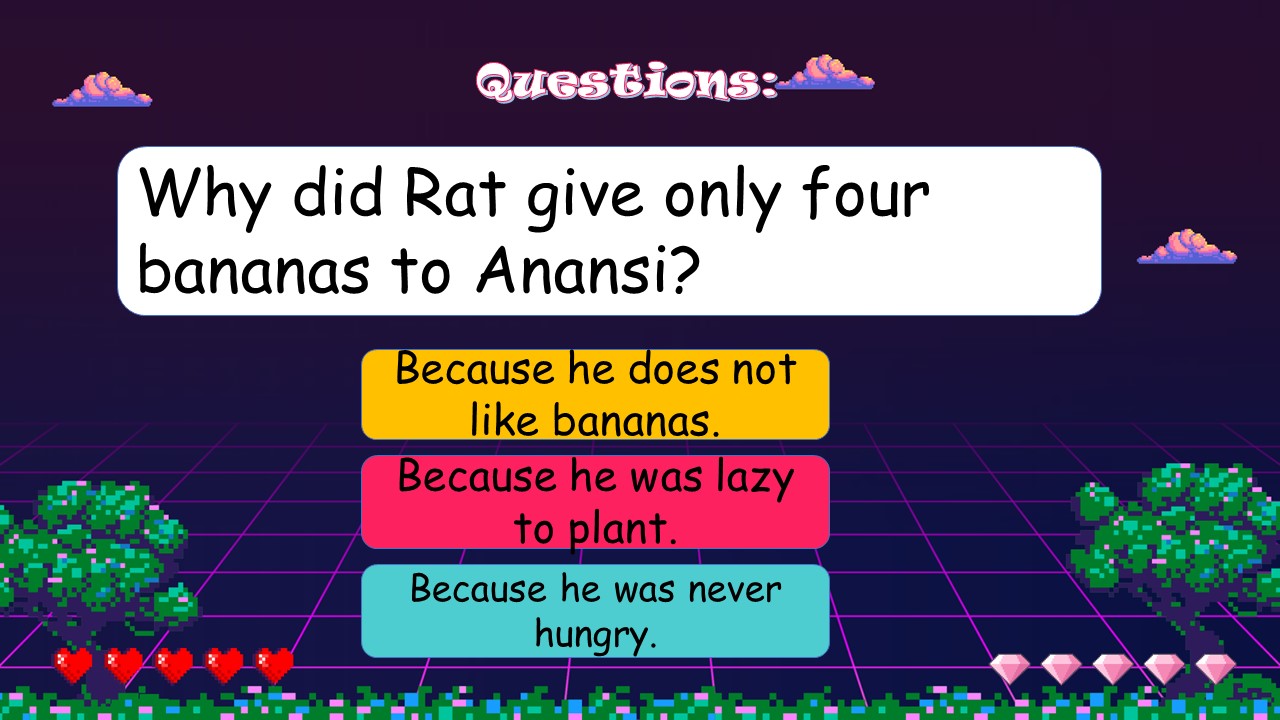 Questions:
Why did Rat give only four
bananas to Anansi?
Because he does not
like bananas.
Because he was lazy
to plant.
Because he was never
hungry.